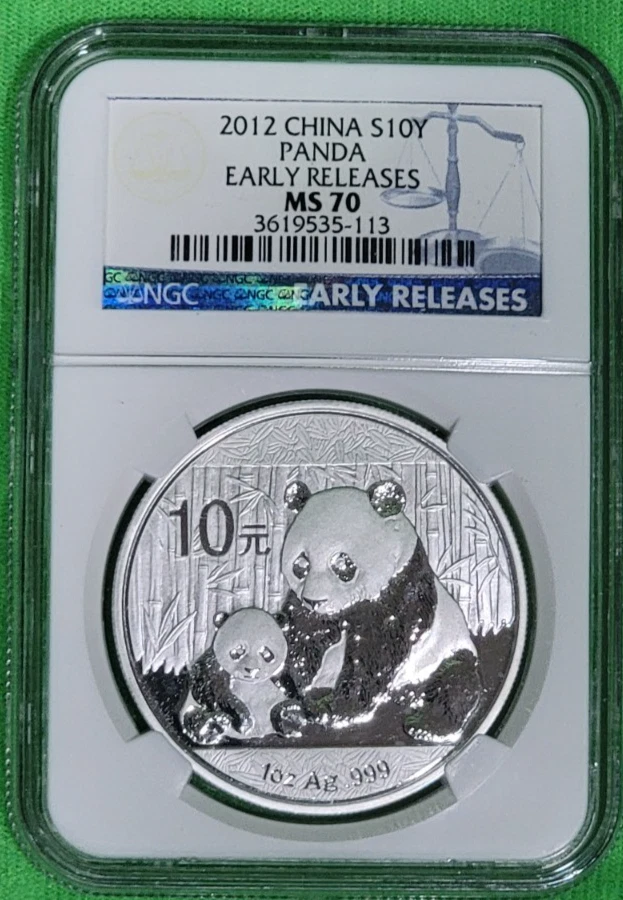 2012 CHINA S10Y
PANDA
EARLY RELEASES
MS 70
3619535-113
NGC EARLY RELEASES
10元
1oz Ag .999